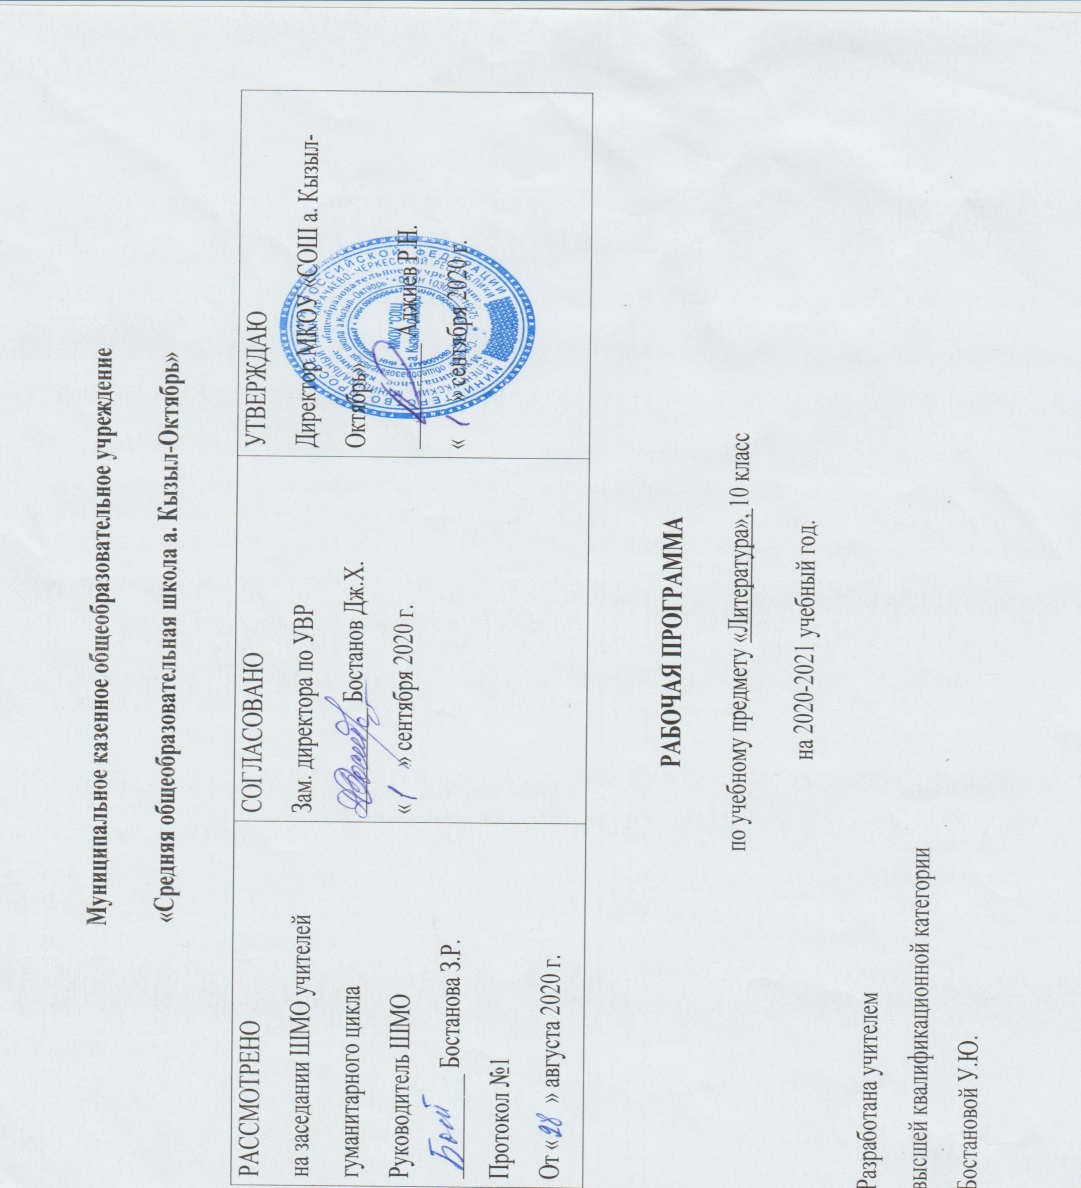 Муниципальное казенное общеобразовательное учреждение
«Средняя общеобразовательная школа а. Кызыл-Октябрь»
РАССМОТРЕНО
на заседании ШМО учителей
гуманитарного цикла
Руководитель ШМО
Бостанова З.Р.
Протокол №1
От «28 » августа 2020 г.
СОГЛАСОВАНО
Зам. директора по УВР
Бостанов Дж.Х.
« 1 » сентября 2020 г.
УТВЕРЖДАЮ
Директор МКОУ «СОШ а. Кызыл-
Октябрь»
Аджиев Р.Н.
« 1 » сентября 2020 г.
РАБОЧАЯ ПРОГРАММА
по учебному предмету «Литература», 10 класс
на 2020-2021 учебный год.
Разработана учителем
высшей квалификационной категории
Бостановой У.Ю.